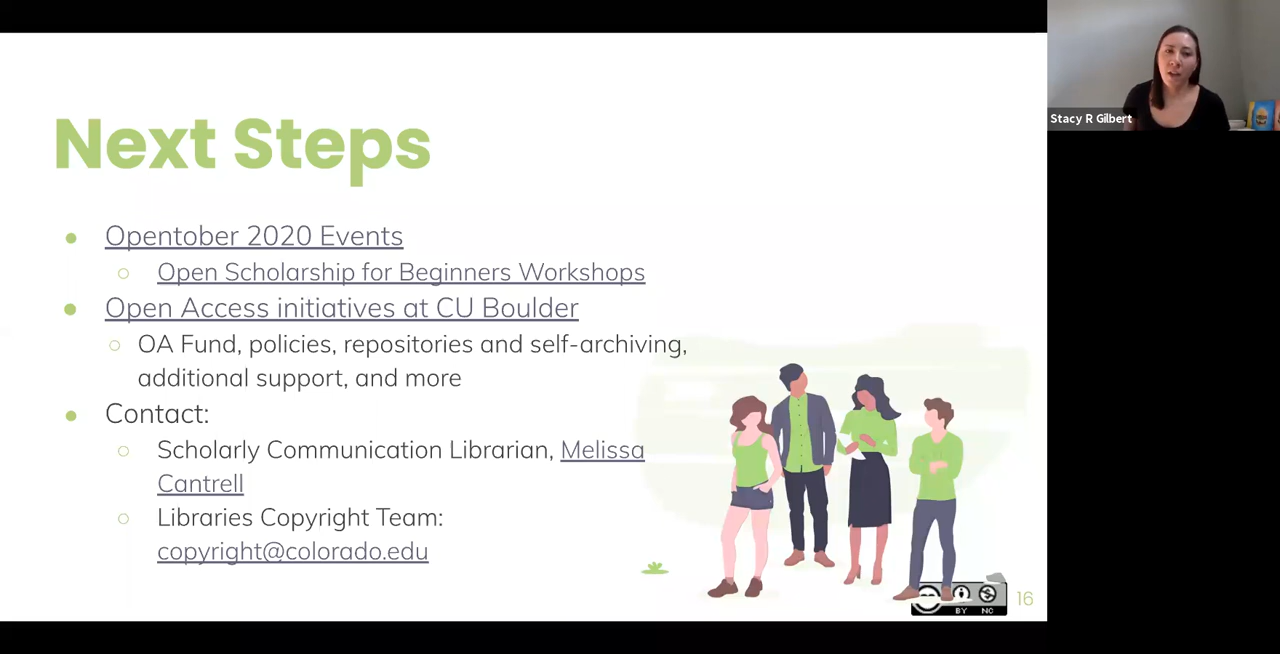 Next Steps
Opentober 2020 Events
Open Scholarship for Beginners Workshops
Open Access initiatives at CU Boulder
OA Fund, policies, repositories and self-archiving,
additional support, and more
Contact:
Scholarly Communication Librarian, Melissa
Cantrell
Libraries Copyright Team:
copyright@colorado.edu
BY NC
16
Stacy R Gilbert